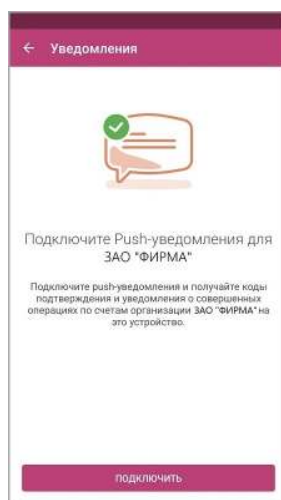 Уведомления
Подключите Push-уведомления для
ЗАО "ФИРМА"
Подключите push-уведомления и получайте коды
подтверждения и уведомления о совершенных
операциях по счетам организации ЗАО "ФИРМА" на
это устройство.
ПОДКЛЮЧИТЬ